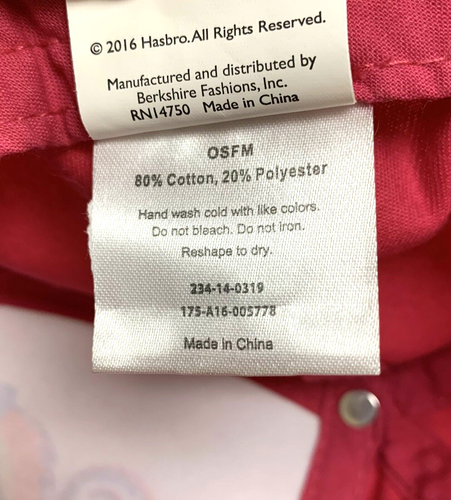 © 2016 Hasbro. All Rights Reserved.
Manufactured and distributed by
Berkshire Fashions, Inc.
RN14750 Made in China
OSFM
80% Cotton, 20% Polyester
Hand wash cold with like colors.
Do not bleach. Do not iron.
Reshape to dry.
234-14-0319
175-A16-005778
Made in China